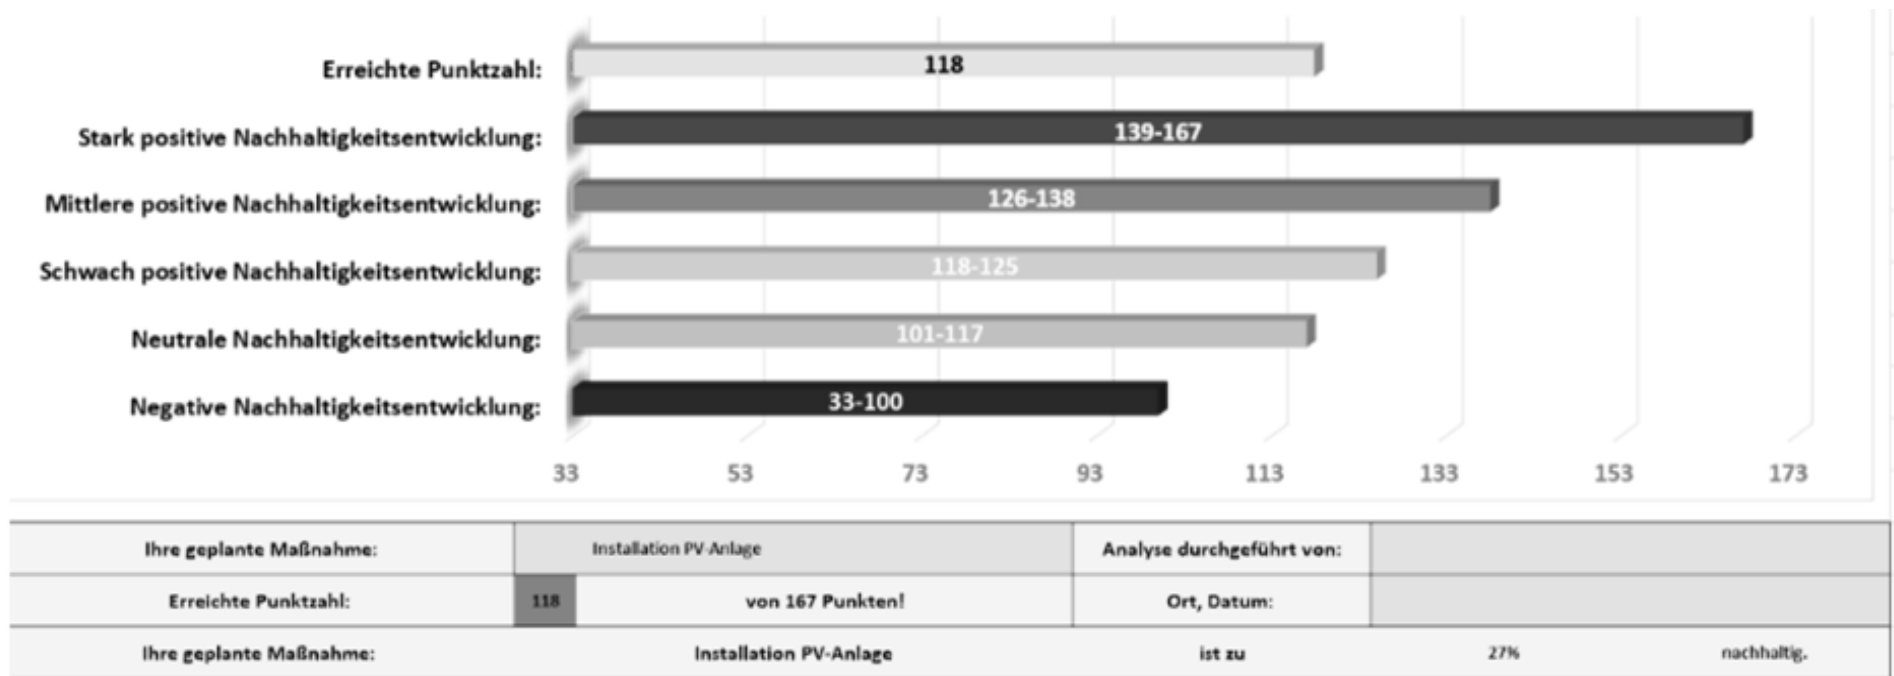 Erreichte Punktzahl: 118
Stark positive Nachhaltigkeitsentwicklung: 139-167
Mittlere positive Nachhaltigkeitsentwicklung: 126-138
Schwach positive Nachhaltigkeitsentwicklung: 118-125
Neutrale Nachhaltigkeitsentwicklung: 101-117
Negative Nachhaltigkeitsentwicklung: 33-100
33 53 73 93 113 133 153 173
Ihre geplante Maßnahme: Installation PV-Anlage Analyse durchgeführt von:
Erreichte Punktzahl: 118 von 167 Punkten! Ort, Datum:
Ihre geplante Maßnahme: Installation PV-Anlage ist zu 27% nachhaltig.